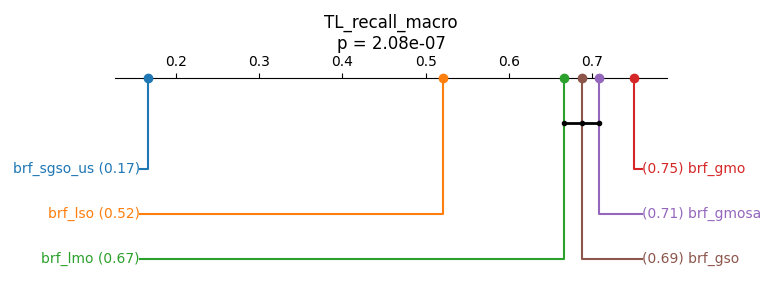 TL_recall_macro
p = 2.08e-07
0.2 0.3 0.4 0.5 0.6 0.7
brf_sgso_us (0.17) (0.75) brf_gmo
brf_lso (0.52) (0.71) brf_gmosa
brf_lmo (0.67) (0.69) brf_gso